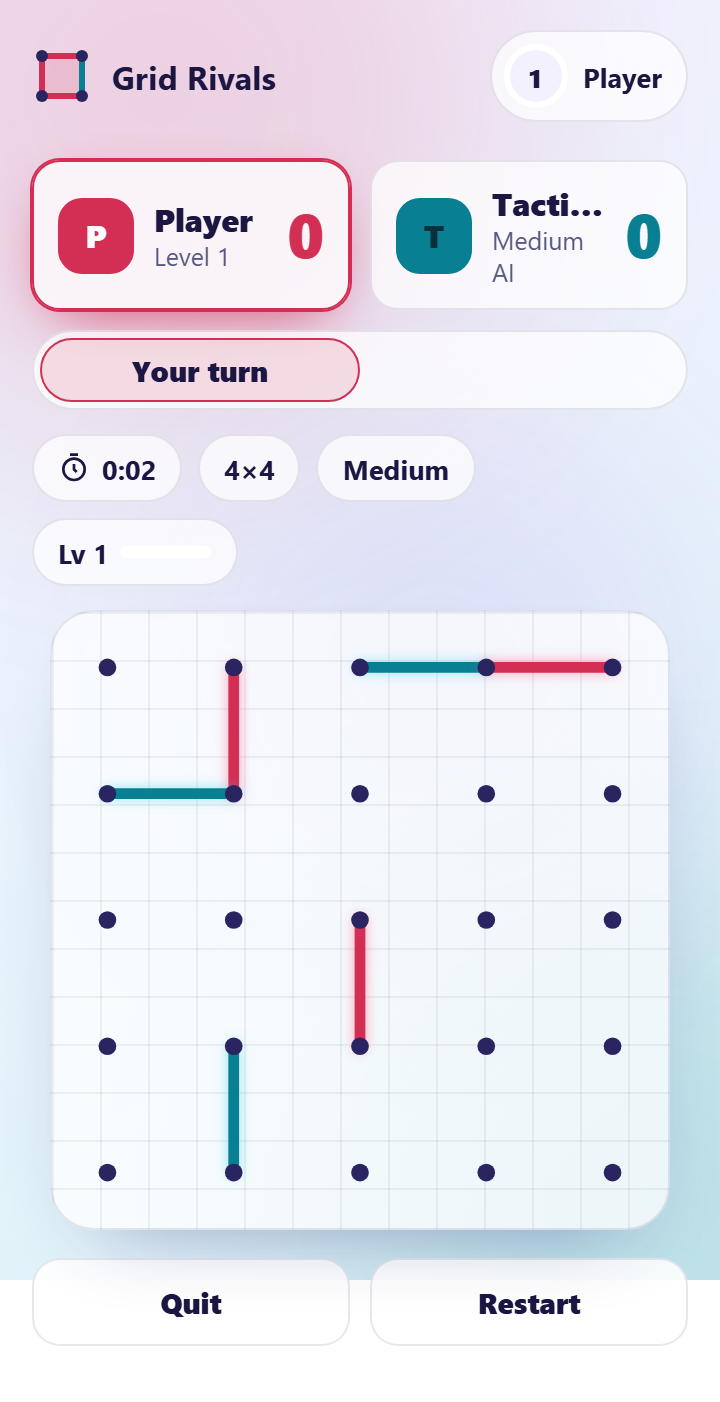 Grid Rivals
1 Player
P Player 0
Level 1
T Tacti... 0
Medium
AI
Your turn
0:02
4×4
Medium
Lv 1
Quit
Restart